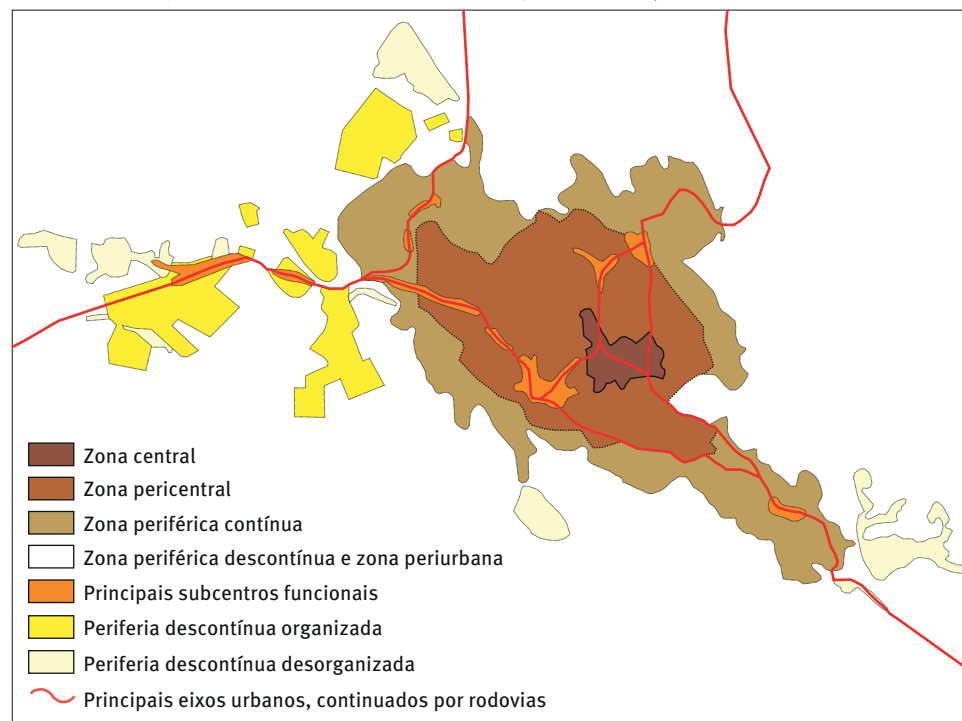 Zona central
Zona pericentral
Zona periférica contínua
Zona periférica descontínua e zona periurbana
Principais subcentros funcionais
Periferia descontínua organizada
Periferia descontínua desorganizada
Principais eixos urbanos, continuados por rodovias